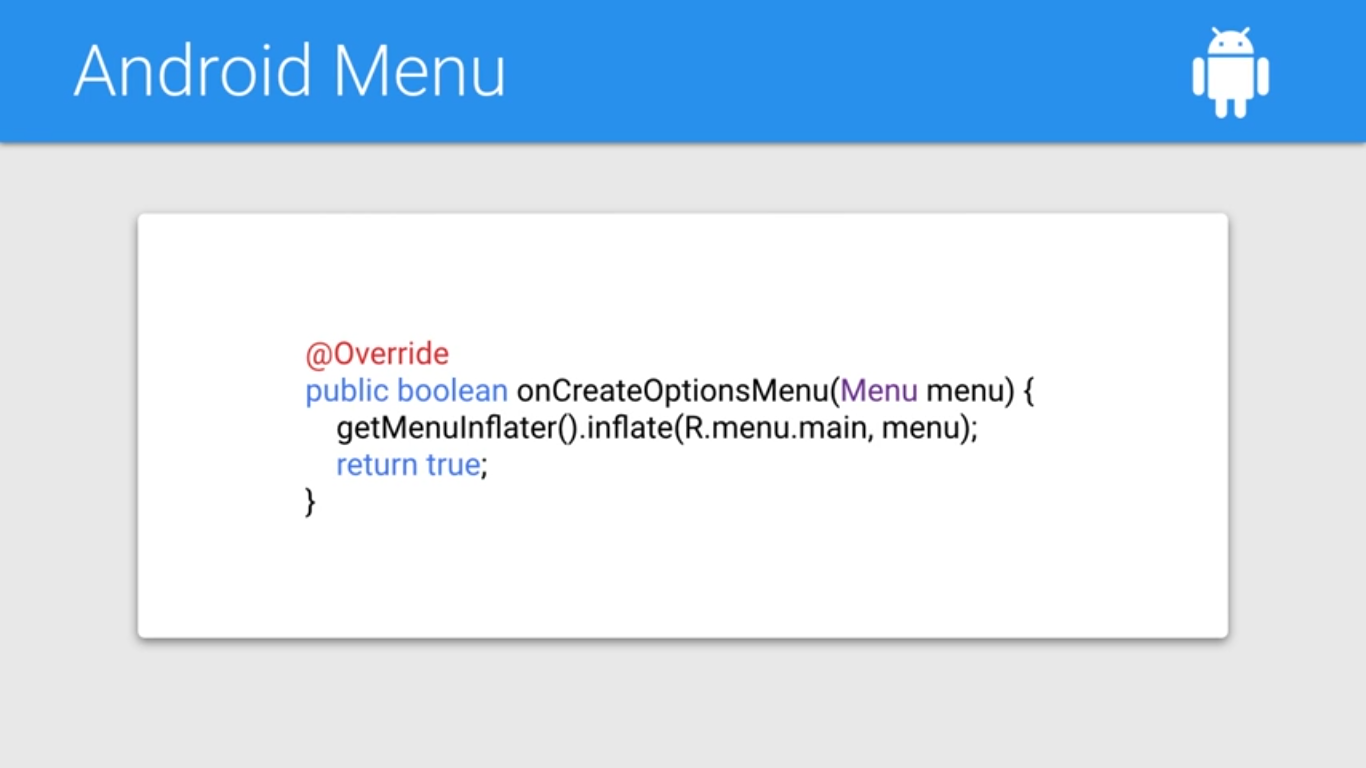 Android Menu
@Override
public boolean onCreateOptionsMenu(Menu menu) {
getMenuInflater().inflate(R.menu.main, menu);
return true;
}